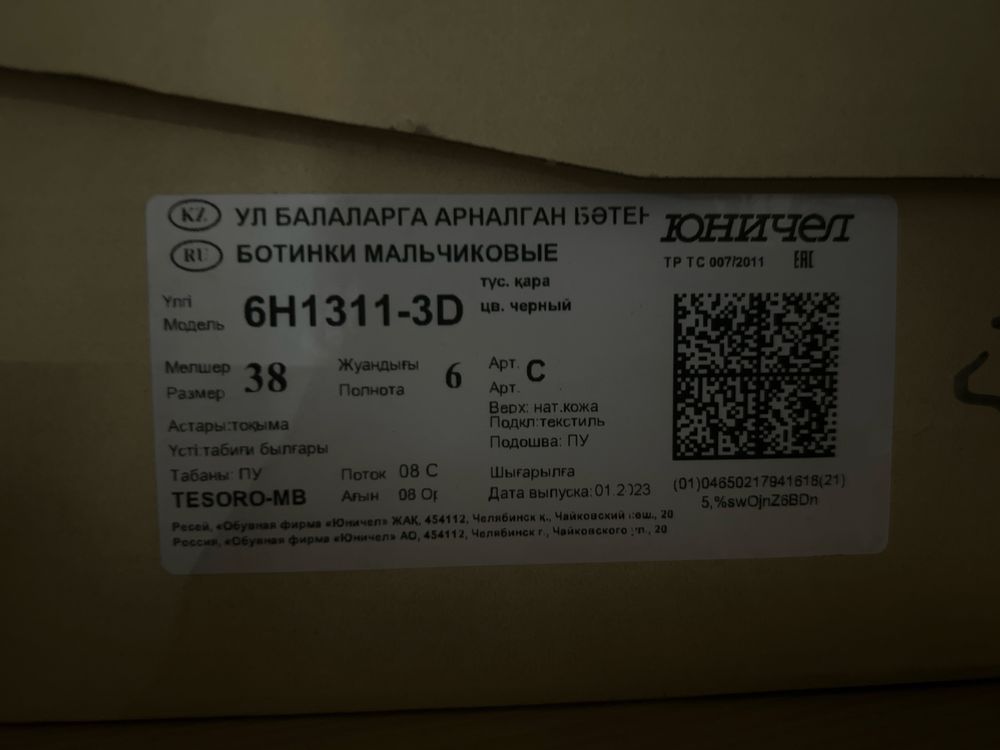 KZ УЛ БАЛАЛАРГА АРНАЛГАН
RU БОТИНКИ МАЛЬЧИКОВЫЕ
ЮНИЧЕЛ
ТР ТС 007/2011 EAC
түс. қара
цв. черный
Үлгі
Модель 6Н1311-3D
Мөлшер
Размер 38
Жуандығы
Полнота 6
Арт. С
Арт.
Верх: нат.кожа
Подкл:текстиль
Подошва: ПУ
Астары:тоқыма
Үсті:табиғи былғары
Табаны: ПУ
TESORO-MB
Поток 08 С
Ағын 08
Шығарылға
Дата выпуска: 01.2023
(01)04650217941618(21)
5,%swOjnZ6BDn
Ресей, «Обувная фирма «Юничел» ЖАҚ, 454112, Челябинск қ., Чайковский көш., 20
Россия, «Обувная фирма «Юничел» АО, 454112, Челябинск г., Чайковского ул., 20